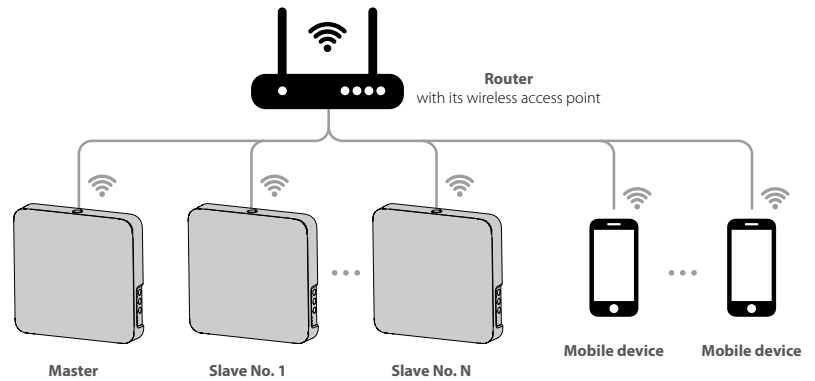 Router
with its wireless access point
Master
Slave No. 1
Slave No. N
Mobile device
Mobile device